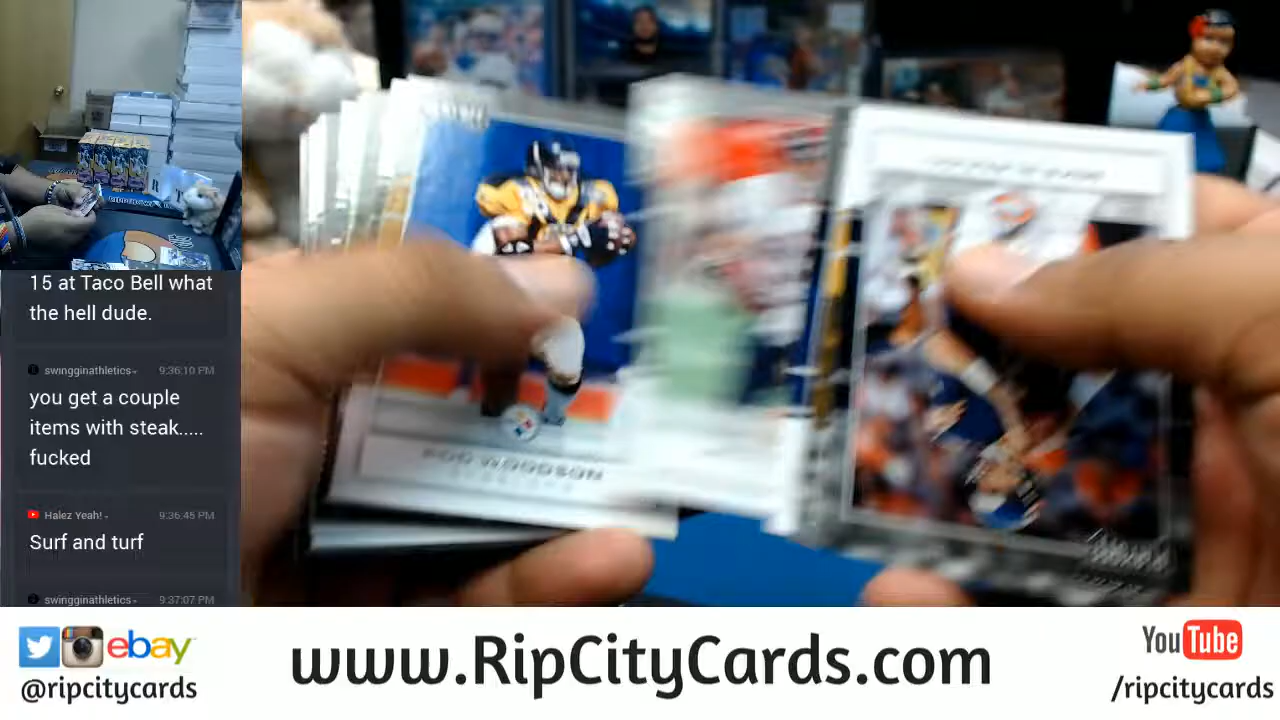 15 at Taco Bell what
the hell dude.
swingginathletics- 9:36:10 PM
you get a couple
items with steak.....
fucked
Halez Yeah! - 9:36:45 PM
Surf and turf
swingginathletics- 9:37:07 PM
ROD WOODSON
ebay
@ripcitycards
www.RipCityCards.com
YouTube
/ripcitycards